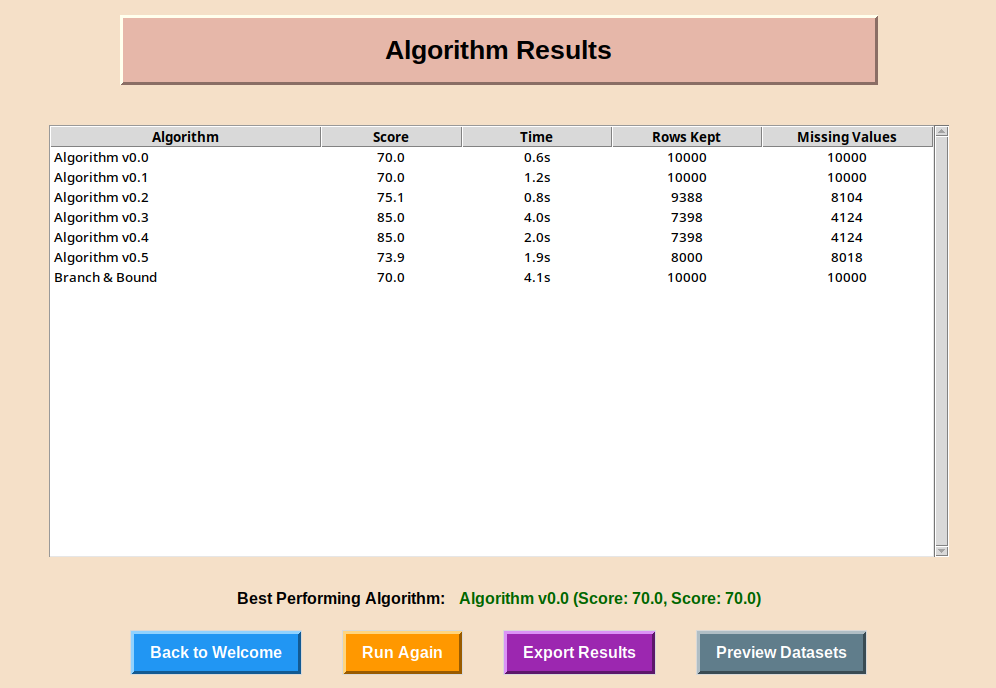 Algorithm Results
Algorithm Score Time Rows Kept Missing Values
Algorithm v0.0 70.0 0.6s 10000 10000
Algorithm v0.1 70.0 1.2s 10000 10000
Algorithm v0.2 75.1 0.8s 9388 8104
Algorithm v0.3 85.0 4.0s 7398 4124
Algorithm v0.4 85.0 2.0s 7398 4124
Algorithm v0.5 73.9 1.9s 8000 8018
Branch & Bound 70.0 4.1s 10000 10000
Best Performing Algorithm: Algorithm v0.0 (Score: 70.0, Score: 70.0)
Back to Welcome Run Again Export Results Preview Datasets